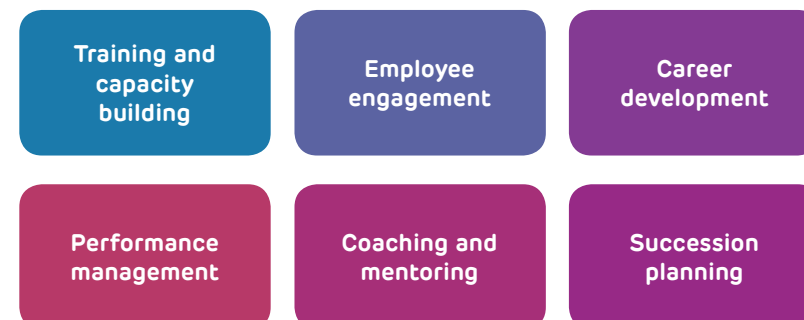 Training and
capacity
building
Employee
engagement
Career
development
Performance
management
Coaching and
mentoring
Succession
planning